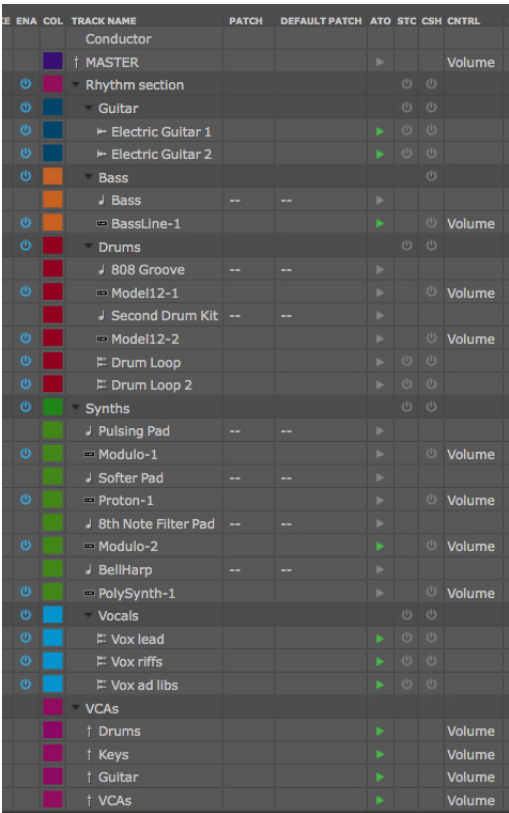 KE ENA COL TRACK NAME PATCH DEFAULT PATCH ATO STC CSH CNTRL
Conductor
MASTER Volume
Rhythm section
Guitar
Electric Guitar 1
Electric Guitar 2
Bass
Bass -- --
BassLine-1 Volume
Drums
808 Groove -- --
Model12-1 Volume
Second Drum Kit -- --
Model12-2 Volume
Drum Loop
Drum Loop 2
Synths
Pulsing Pad -- --
Modulo-1 Volume
Softer Pad -- --
Proton-1 Volume
8th Note Filter Pad -- --
Modulo-2 Volume
BellHarp -- --
PolySynth-1 Volume
Vocals
Vox lead
Vox riffs
Vox ad libs
VCAs
Drums Volume
Keys Volume
Guitar Volume
VCAs Volume